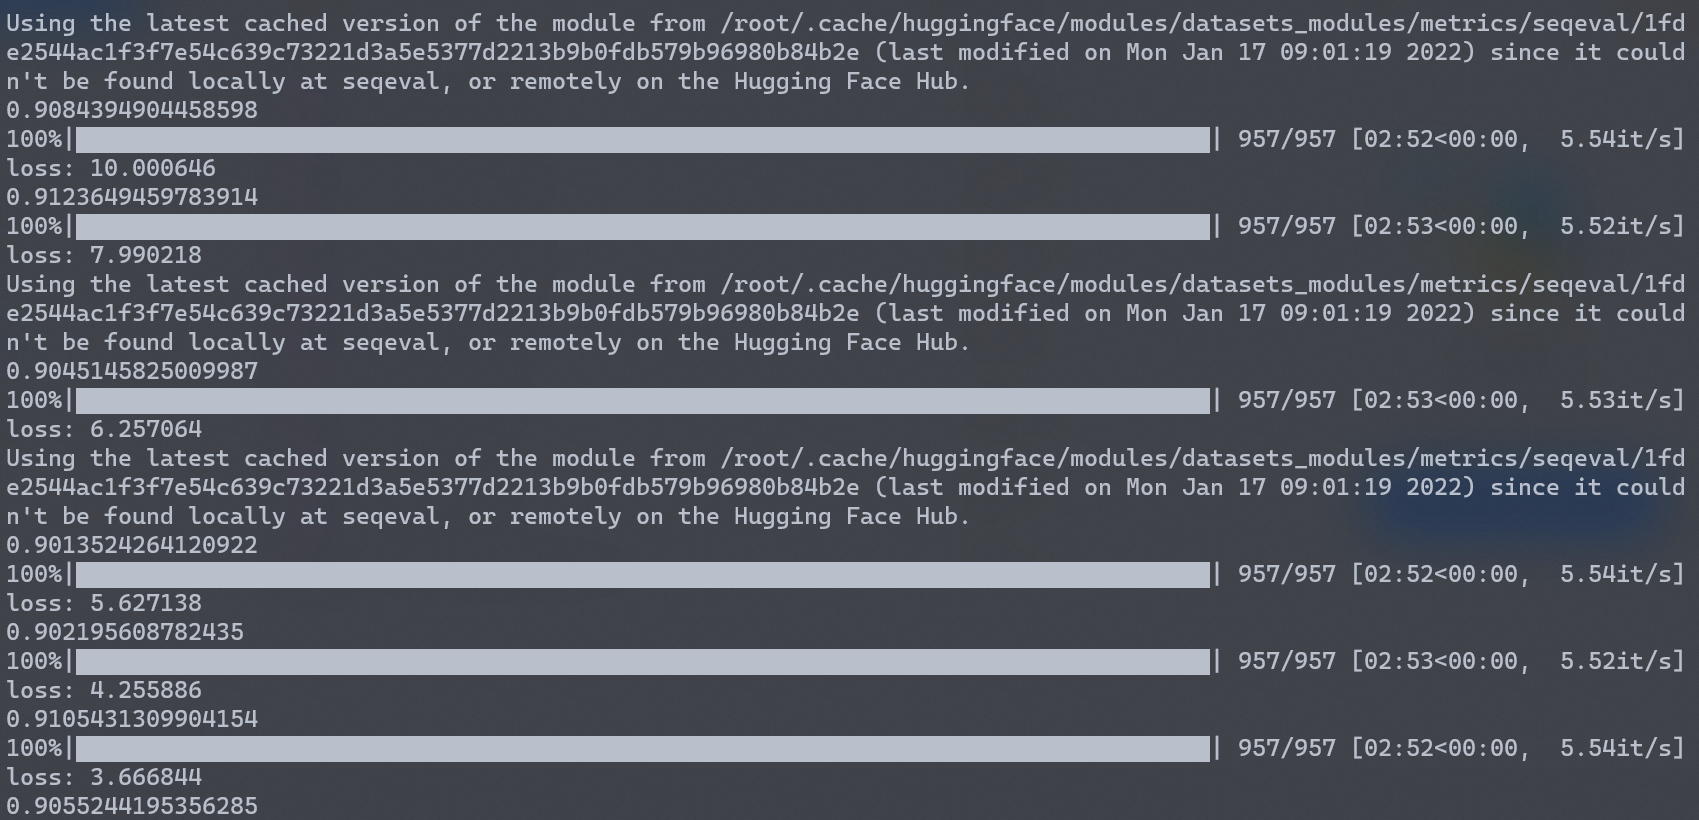 Using the latest cached version of the module from /root/.cache/huggingface/modules/datasets_modules/metrics/seqeval/1fd
e2544ac1f3f7e54c639c73221d3a5e5377d2213b9b0fdb579b96980b84b2e (last modified on Mon Jan 17 09:01:19 2022) since it could
n't be found locally at seqeval, or remotely on the Hugging Face Hub.
0.9084394904458598
100%| | 957/957 [02:52<00:00,  5.54it/s]
loss: 10.000646
0.9123649459783914
100%| | 957/957 [02:53<00:00,  5.52it/s]
loss: 7.990218
Using the latest cached version of the module from /root/.cache/huggingface/modules/datasets_modules/metrics/seqeval/1fd
e2544ac1f3f7e54c639c73221d3a5e5377d2213b9b0fdb579b96980b84b2e (last modified on Mon Jan 17 09:01:19 2022) since it could
n't be found locally at seqeval, or remotely on the Hugging Face Hub.
0.9045145825009987
100%| | 957/957 [02:53<00:00,  5.53it/s]
loss: 6.257064
Using the latest cached version of the module from /root/.cache/huggingface/modules/datasets_modules/metrics/seqeval/1fd
e2544ac1f3f7e54c639c73221d3a5e5377d2213b9b0fdb579b96980b84b2e (last modified on Mon Jan 17 09:01:19 2022) since it could
n't be found locally at seqeval, or remotely on the Hugging Face Hub.
0.9013524264120922
100%| | 957/957 [02:52<00:00,  5.54it/s]
loss: 5.627138
0.902195608782435
100%| | 957/957 [02:53<00:00,  5.52it/s]
loss: 4.255886
0.9105431309904154
100%| | 957/957 [02:52<00:00,  5.54it/s]
loss: 3.666844
0.9055244195356285